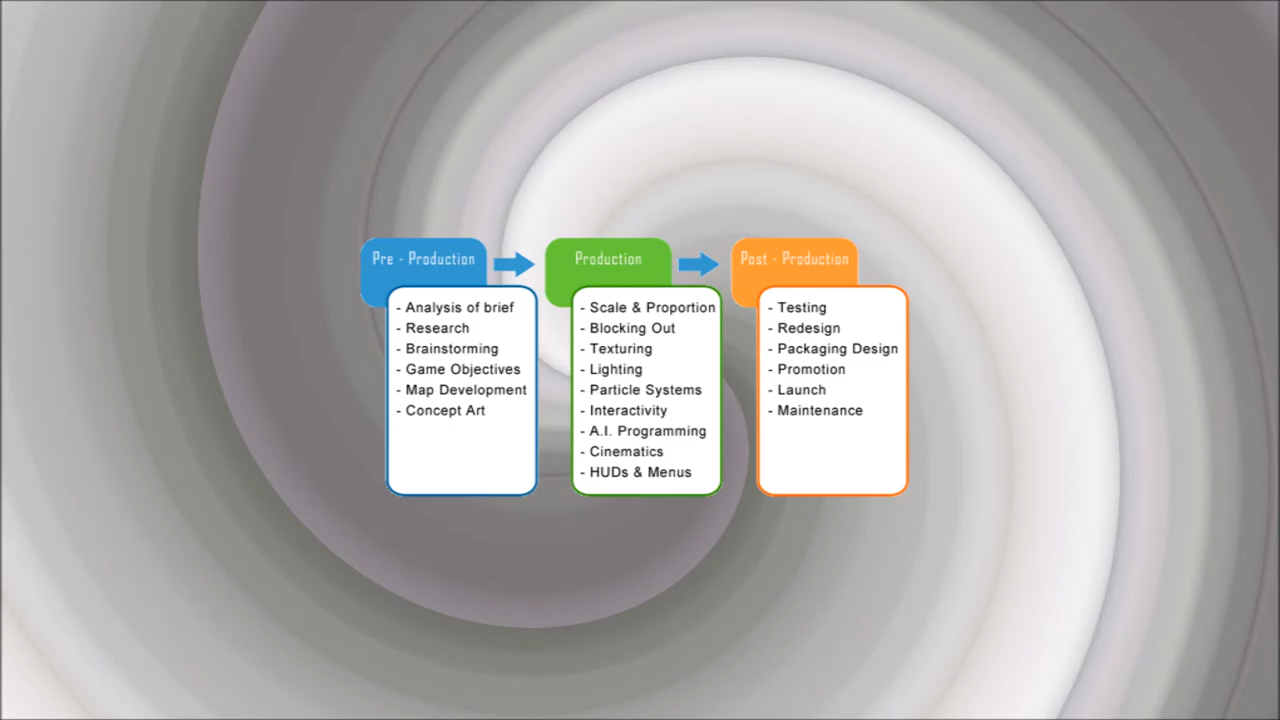 Pre - Production
- Analysis of brief
- Research
- Brainstorming
- Game Objectives
- Map Development
- Concept Art
Production
- Scale & Proportion
- Blocking Out
- Texturing
- Lighting
- Particle Systems
- Interactivity
- A.I. Programming
- Cinematics
- HUDs & Menus
Post - Production
- Testing
- Redesign
- Packaging Design
- Promotion
- Launch
- Maintenance